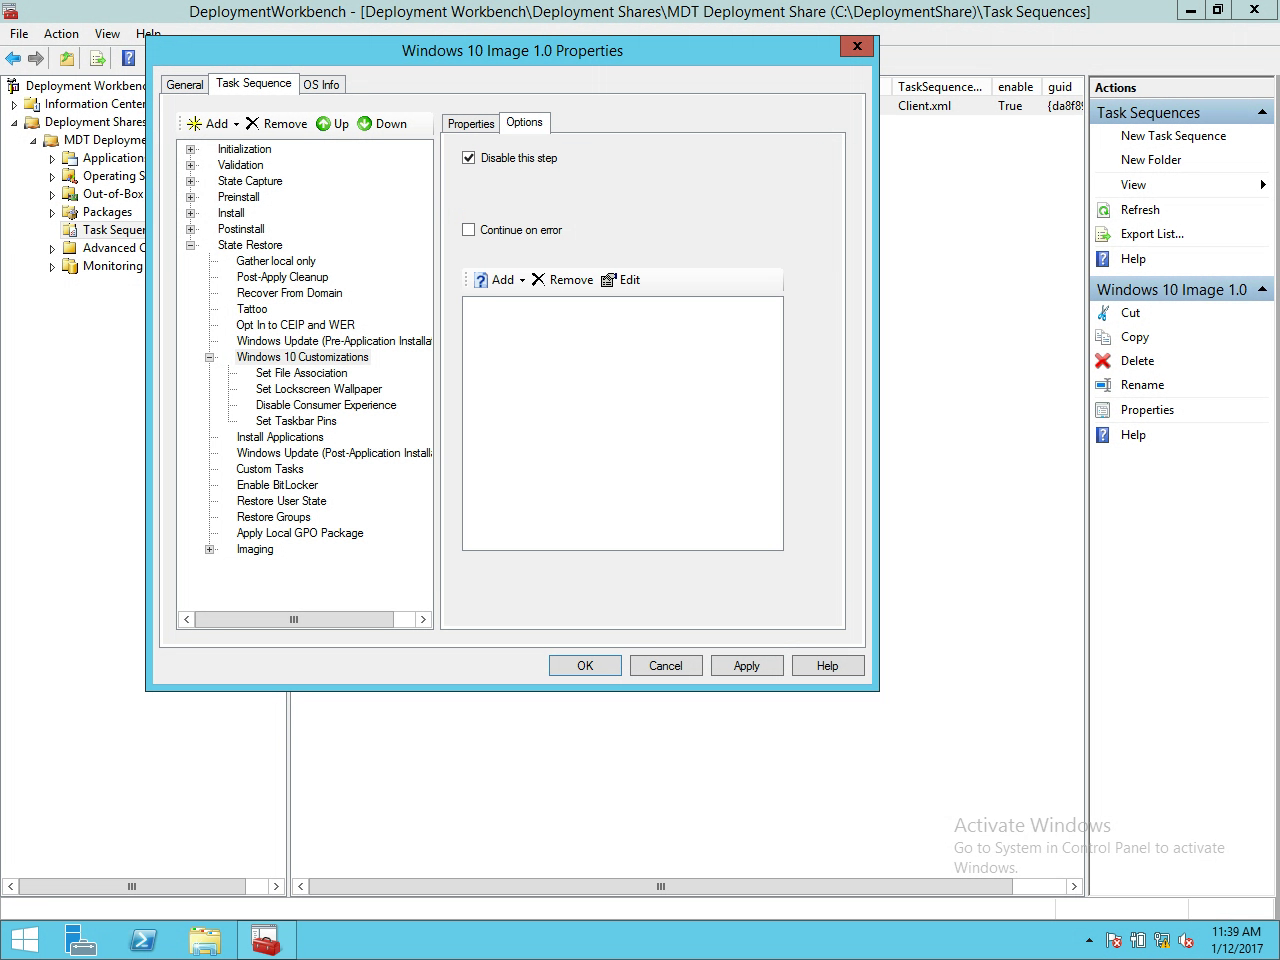 DeploymentWorkbench - [Deployment Workbench\Deployment Shares\MDT Deployment Share (C:\DeploymentShare)\Task Sequences]
File Action View Help
Windows 10 Image 1.0 Properties
General Task Sequence OS Info
Add Remove Up Down
Initialization
Validation
State Capture
Preinstall
Install
Postinstall
State Restore
Gather local only
Post-Apply Cleanup
Recover From Domain
Tattoo
Opt In to CEIP and WER
Windows Update (Pre-Application Installa
Windows 10 Customizations
Set File Association
Set Lockscreen Wallpaper
Disable Consumer Experience
Set Taskbar Pins
Install Applications
Windows Update (Post-Application Install
Custom Tasks
Enable BitLocker
Restore User State
Restore Groups
Apply Local GPO Package
Imaging
Properties Options
Disable this step
Continue on error
Add Remove Edit
OK Cancel Apply Help
Deployment Workbenc
Information Center
Deployment Shares
MDT Deployme
Application
Operating S
Out-of-Box
Packages
Task Sequen
Advanced C
Monitoring
TaskSequence... enable guid
Client.xml True {da8f89
Actions
Task Sequences
New Task Sequence
New Folder
View
Refresh
Export List...
Help
Windows 10 Image 1.0
Cut
Copy
Delete
Rename
Properties
Help
Activate Windows
Go to System in Control Panel to activate
Windows.
11:39 AM
1/12/2017